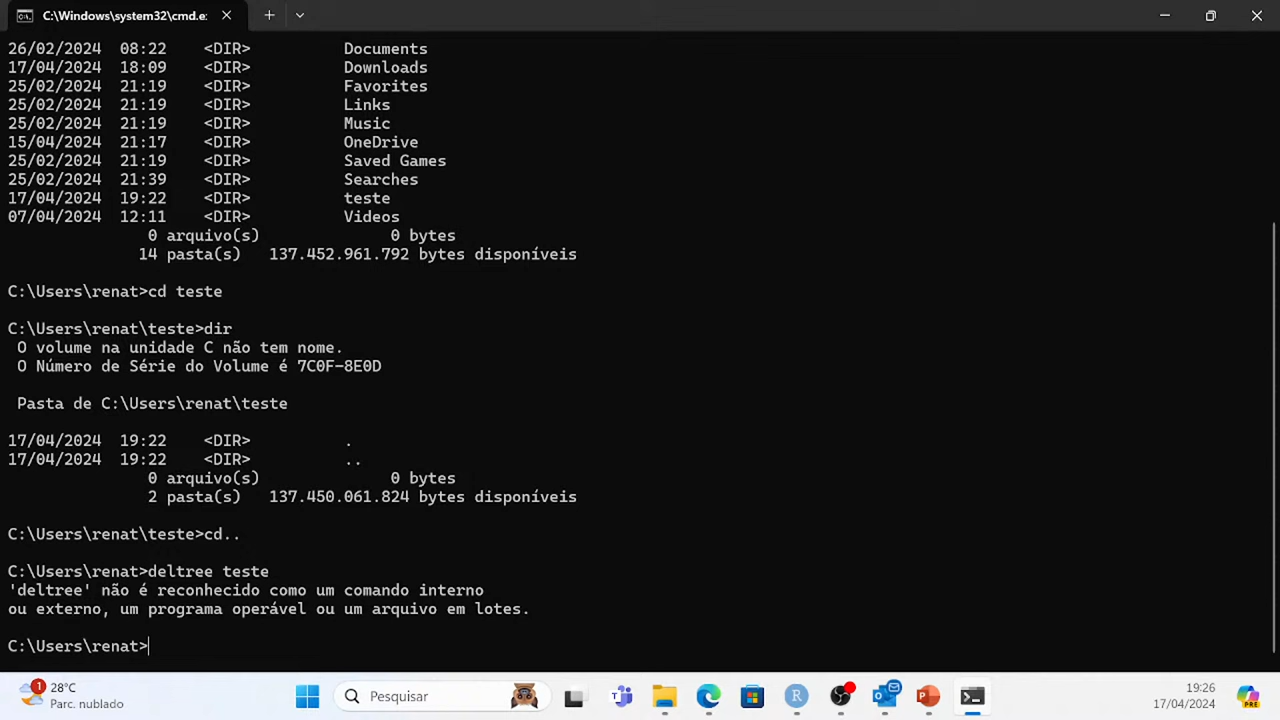 C:\Windows\system32\cmd.e:
26/02/2024 08:22 <DIR> Documents
17/04/2024 18:09 <DIR> Downloads
25/02/2024 21:19 <DIR> Favorites
25/02/2024 21:19 <DIR> Links
25/02/2024 21:19 <DIR> Music
15/04/2024 21:17 <DIR> OneDrive
25/02/2024 21:19 <DIR> Saved Games
25/02/2024 21:39 <DIR> Searches
17/04/2024 19:22 <DIR> teste
07/04/2024 12:11 <DIR> Videos
0 arquivo(s) 0 bytes
14 pasta(s) 137.452.961.792 bytes disponíveis
C:\Users\renat>cd teste
C:\Users\renat\teste>dir
O volume na unidade C não tem nome.
O Número de Série do Volume é 7C0F-8E0D
Pasta de C:\Users\renat\teste
17/04/2024 19:22 <DIR> .
17/04/2024 19:22 <DIR> ..
0 arquivo(s) 0 bytes
2 pasta(s) 137.450.061.824 bytes disponíveis
C:\Users\renat\teste>cd..
C:\Users\renat>deltree teste
'deltree' não é reconhecido como um comando interno
ou externo, um programa operável ou um arquivo em lotes.
C:\Users\renat>
1
28°C
Parc. nublado
Pesquisar
R
19:26
17/04/2024
PRE